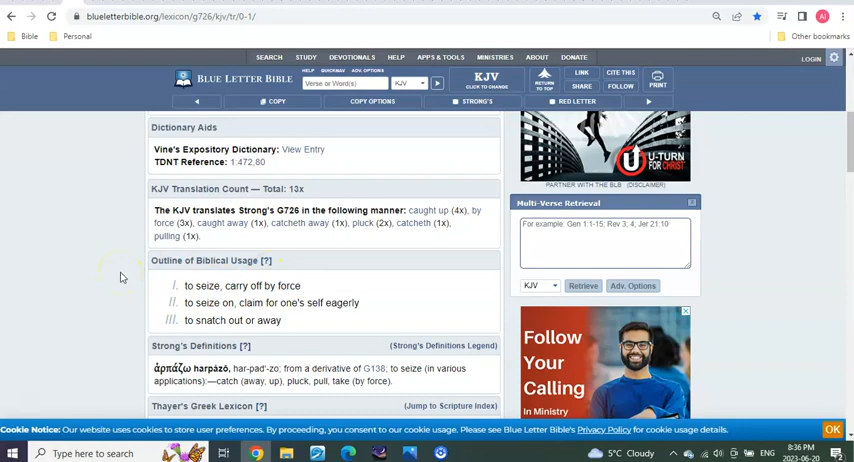 blueletterbible.org/lexicon/g726/kjv/tr/0-1/
Bible
Personal
Other bookmarks
SEARCH STUDY DEVOTIONALS HELP APPS & TOOLS MINISTRIES ABOUT DONATE
LOGIN
BLUE LETTER BIBLE
HELP QUICKNAV ADV. OPTIONS
Verse or Word(s)
KJV
KJV
CLICK TO CHANGE
RETURN
TO TOP
LINK
SHARE
CITE THIS
FOLLOW
PRINT
COPY
COPY OPTIONS
STRONG'S
RED LETTER
Dictionary Aids
Vine's Expository Dictionary: View Entry
TDNT Reference: 1:472,80
KJV Translation Count — Total: 13x
The KJV translates Strong's G726 in the following manner: caught up (4x), by
force (3x), caught away (1x), catcheth away (1x), pluck (2x), catcheth (1x),
pulling (1x).
Outline of Biblical Usage [?]
I. to seize, carry off by force
II. to seize on, claim for one's self eagerly
III. to snatch out or away
Strong's Definitions [?] (Strong's Definitions Legend)
ἁρπάζω harpázō, har-pad'-zo; from a derivative of G138; to seize (in various
applications):—catch (away, up), pluck, pull, take (by force).
Thayer's Greek Lexicon [?] (Jump to Scripture Index)
U-TURN
FOR CHRIST
PARTNER WITH THE BLB (DISCLAIMER)
Multi-Verse Retrieval
For example: Gen 1:1-15; Rev 3; 4; Jer 21:10
KJV
Retrieve
Adv. Options
Follow
Your
Calling
In Ministry
Cookie Notice: Our website uses cookies to store user preferences. By proceeding, you consent to our cookie usage. Please see Blue Letter Bible's Privacy Policy for cookie usage details.
OK
Type here to search
5°C Cloudy
ENG
8:36 PM
2023-06-20